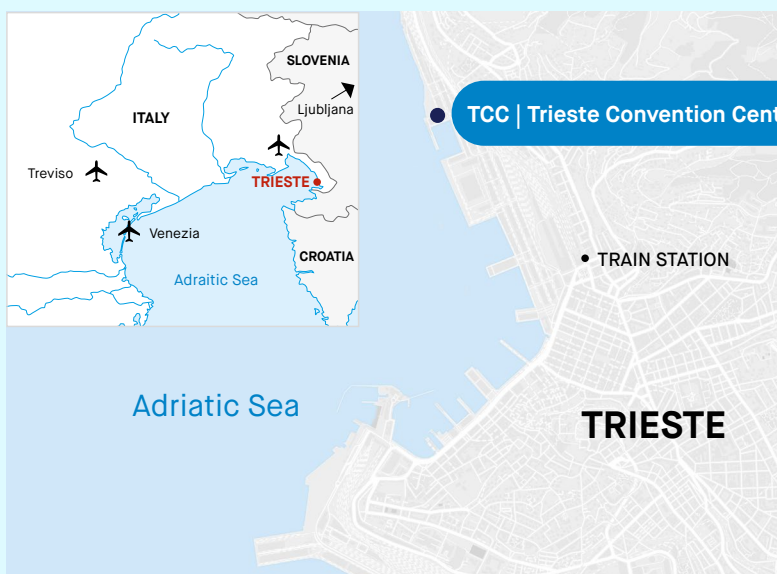 SLOVENIA
Ljubljana
ITALY
Treviso
TRIESTE
Venezia
CROATIA
Adraitic Sea
TCC | Trieste Convention Cent
TRAIN STATION
Adriatic Sea
TRIESTE